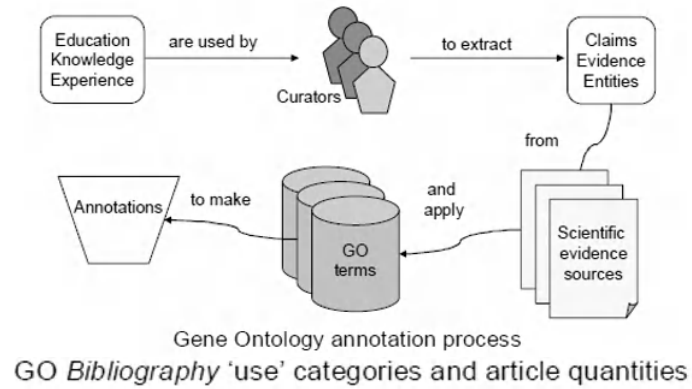 Education
Knowledge
Experience
are used by
Curators
to extract
Claims
Evidence
Entities
from
Scientific
evidence
sources
and
apply
GO
terms
to make
Annotations
Gene Ontology annotation process
GO Bibliography ‘use’ categories and article quantities